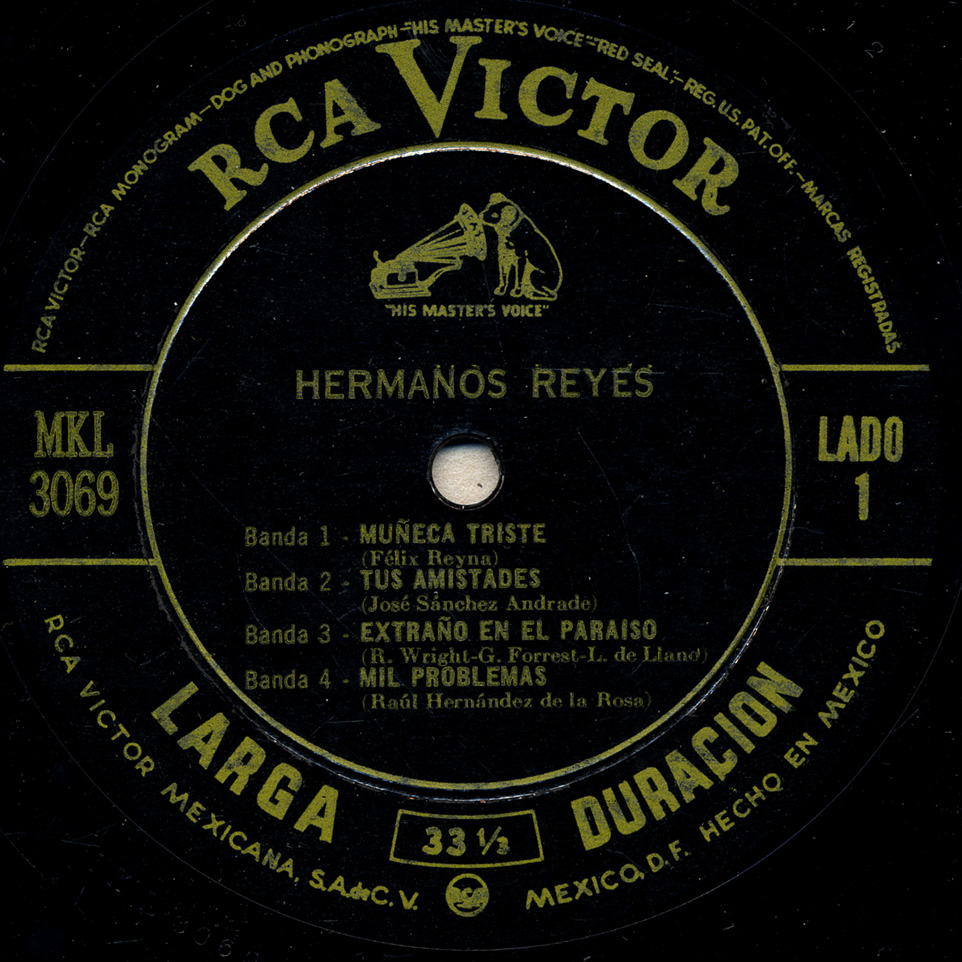 RCA VICTOR—RCA MONOGRAM—DOG AND PHONOGRAPH—"HIS MASTER'S VOICE"—"RED SEAL"—REG. U.S. PAT. OFF.—MARCAS REGISTRADAS
RCA VICTOR
"HIS MASTER'S VOICE"
HERMANOS REYES
MKL
3069
LADO
1
Banda 1 - MUÑECA TRISTE
(Félix Reyna)
Banda 2 - TUS AMISTADES
(José Sánchez Andrade)
Banda 3 - EXTRAÑO EN EL PARAISO
(R. Wright-G. Forrest-L. de Llano)
Banda 4 - MIL PROBLEMAS
(Raúl Hernández de la Rosa)
LARGA DURACION
33 1/3
RCA VICTOR MEXICANA, S.A. de C.V.
RCA
MEXICO, D.F. HECHO EN MEXICO